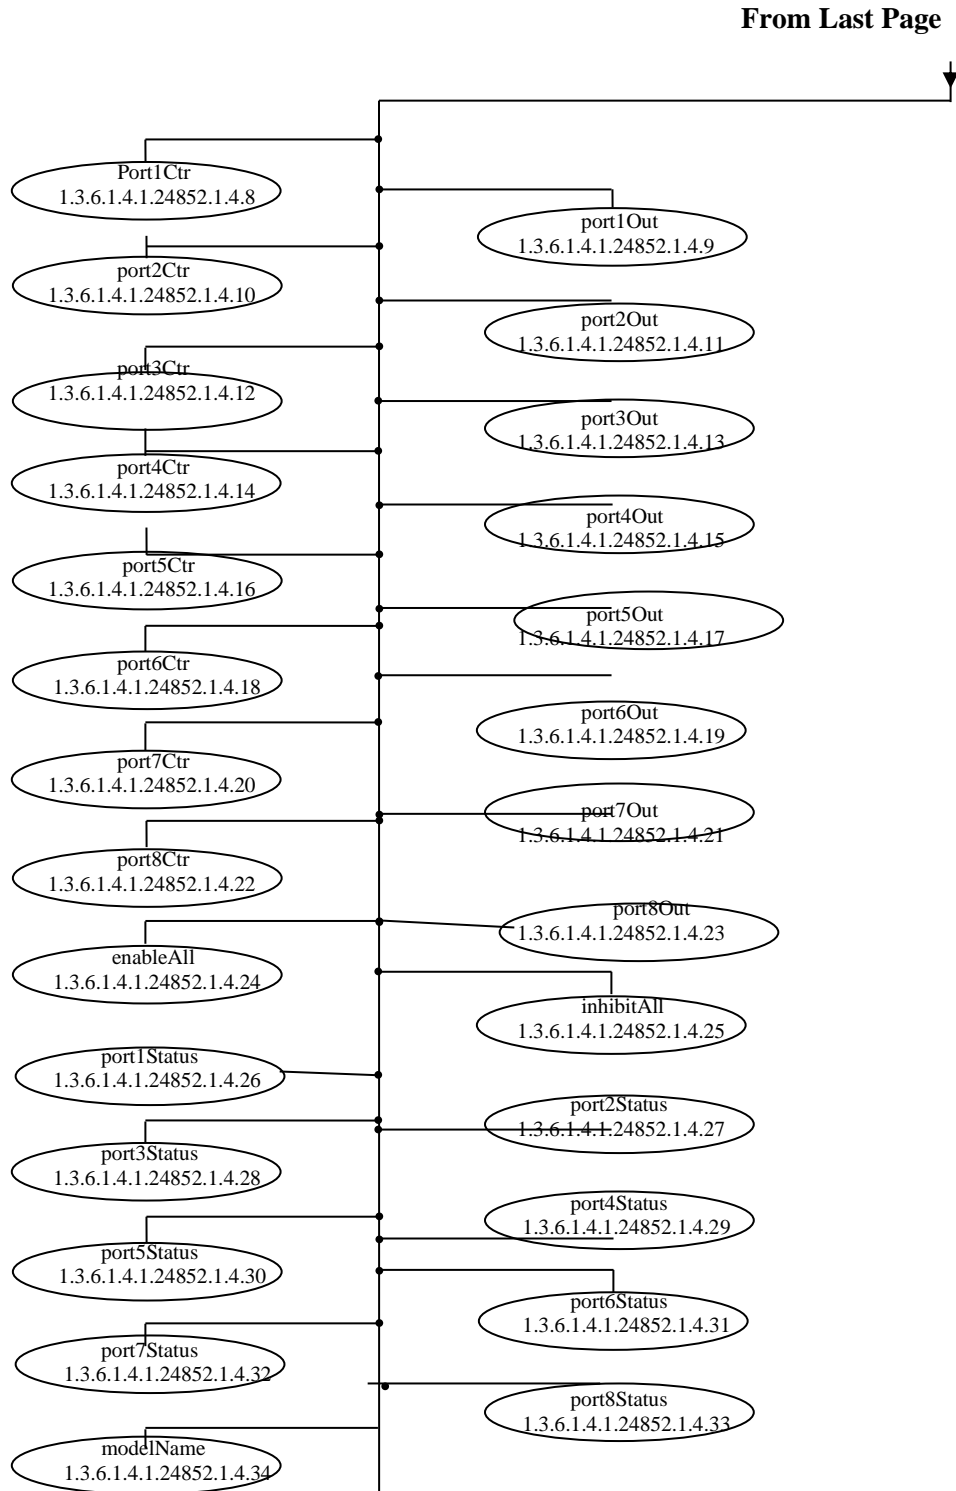 From Last Page
Port1Ctr
1.3.6.1.4.1.24852.1.4.8
port1Out
1.3.6.1.4.1.24852.1.4.9
port2Ctr
1.3.6.1.4.1.24852.1.4.10
port2Out
1.3.6.1.4.1.24852.1.4.11
port3Ctr
1.3.6.1.4.1.24852.1.4.12
port3Out
1.3.6.1.4.1.24852.1.4.13
port4Ctr
1.3.6.1.4.1.24852.1.4.14
port4Out
1.3.6.1.4.1.24852.1.4.15
port5Ctr
1.3.6.1.4.1.24852.1.4.16
port5Out
1.3.6.1.4.1.24852.1.4.17
port6Ctr
1.3.6.1.4.1.24852.1.4.18
port6Out
1.3.6.1.4.1.24852.1.4.19
port7Ctr
1.3.6.1.4.1.24852.1.4.20
port7Out
1.3.6.1.4.1.24852.1.4.21
port8Ctr
1.3.6.1.4.1.24852.1.4.22
port8Out
1.3.6.1.4.1.24852.1.4.23
enableAll
1.3.6.1.4.1.24852.1.4.24
inhibitAll
1.3.6.1.4.1.24852.1.4.25
port1Status
1.3.6.1.4.1.24852.1.4.26
port2Status
1.3.6.1.4.1.24852.1.4.27
port3Status
1.3.6.1.4.1.24852.1.4.28
port4Status
1.3.6.1.4.1.24852.1.4.29
port5Status
1.3.6.1.4.1.24852.1.4.30
port6Status
1.3.6.1.4.1.24852.1.4.31
port7Status
1.3.6.1.4.1.24852.1.4.32
port8Status
1.3.6.1.4.1.24852.1.4.33
modelName
1.3.6.1.4.1.24852.1.4.34